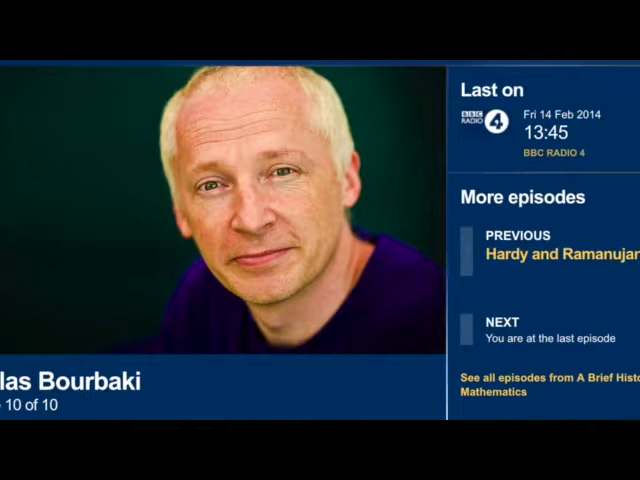 Last on
BBC
RADIO 4
Fri 14 Feb 2014
13:45
BBC RADIO 4
More episodes
PREVIOUS
Hardy and Ramanujan
NEXT
You are at the last episode
las Bourbaki
10 of 10
See all episodes from A Brief Histo
Mathematics